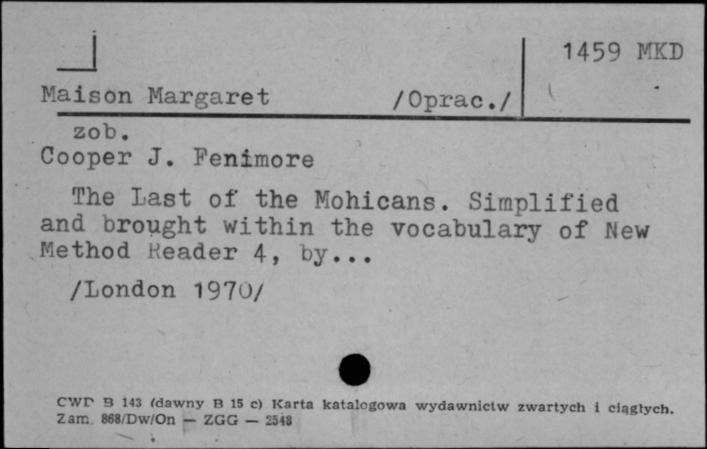 1459 MKD
Maison Margaret /Oprac./
zob.
Cooper J. Fenimore
The Last of the Mohicans. Simplified
and brought within the vocabulary of New
Method Reader 4, by...
/London 1970/
CWD B 143 (dawny B 15 c) Karta katalogowa wydawnictw zwartych i ciągłych.
Zam. 868/Dw/On — ZGG — 2548